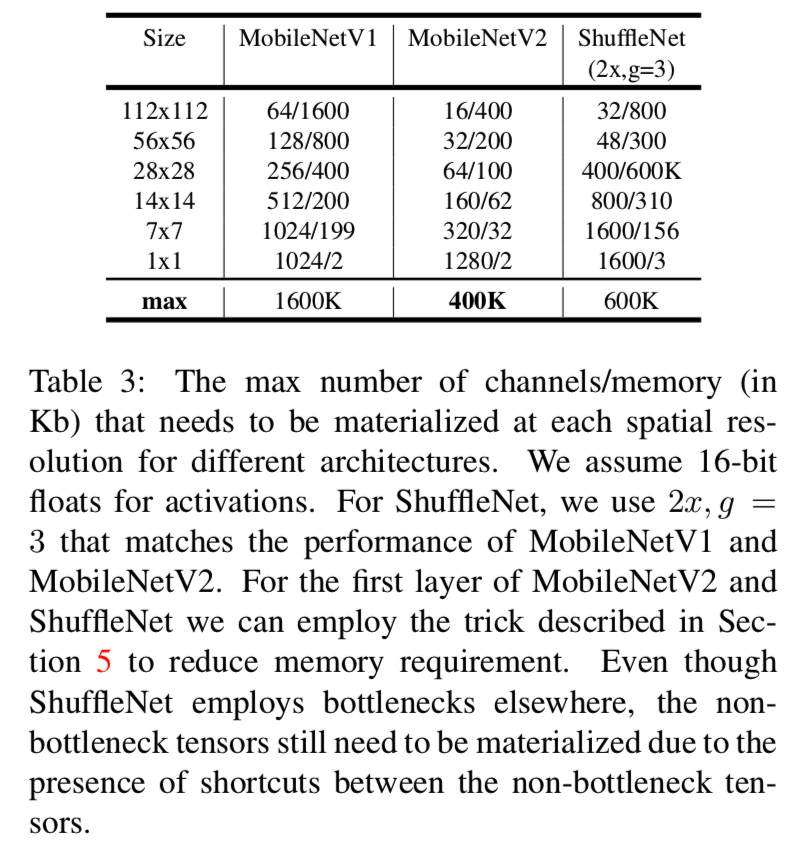 Size MobileNetV1 MobileNetV2 ShuffleNet
(2x,g=3)
112x112 64/1600 16/400 32/800
56x56 128/800 32/200 48/300
28x28 256/400 64/100 400/600K
14x14 512/200 160/62 800/310
7x7 1024/199 320/32 1600/156
1x1 1024/2 1280/2 1600/3
max 1600K 400K 600K
Table 3: The max number of channels/memory (in
Kb) that needs to be materialized at each spatial res-
olution for different architectures. We assume 16-bit
floats for activations. For ShuffleNet, we use 2x, g =
3 that matches the performance of MobileNetV1 and
MobileNetV2. For the first layer of MobileNetV2 and
ShuffleNet we can employ the trick described in Sec-
tion 5 to reduce memory requirement. Even though
ShuffleNet employs bottlenecks elsewhere, the non-
bottleneck tensors still need to be materialized due to the
presence of shortcuts between the non-bottleneck ten-
sors.